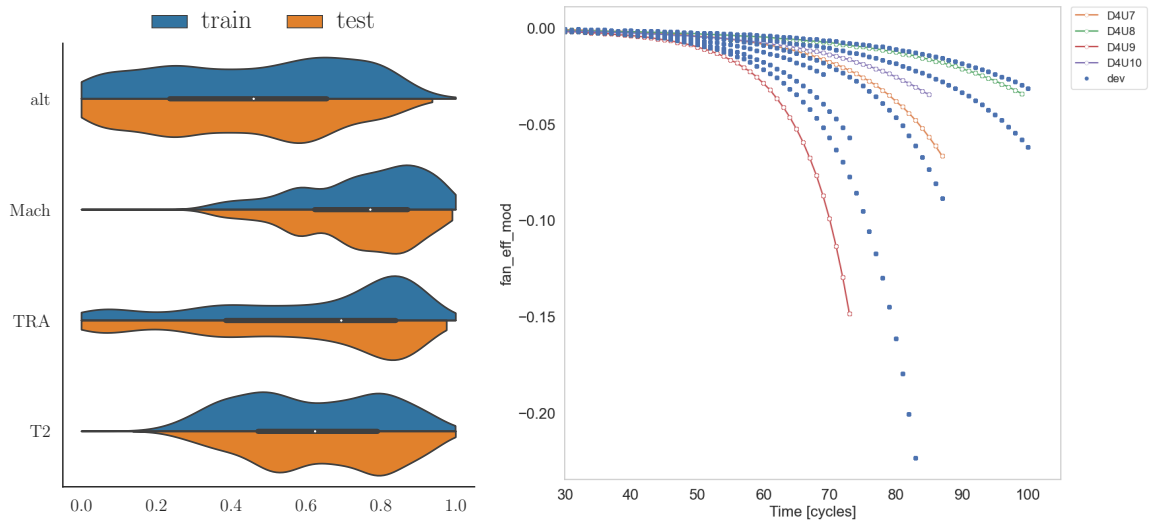 train test
alt
Mach
TRA
T2
0.0 0.2 0.4 0.6 0.8 1.0
fan_eff_mod
0.00
−0.05
−0.10
−0.15
−0.20
30 40 50 60 70 80 90 100
Time [cycles]
D4U7
D4U8
D4U9
D4U10
dev